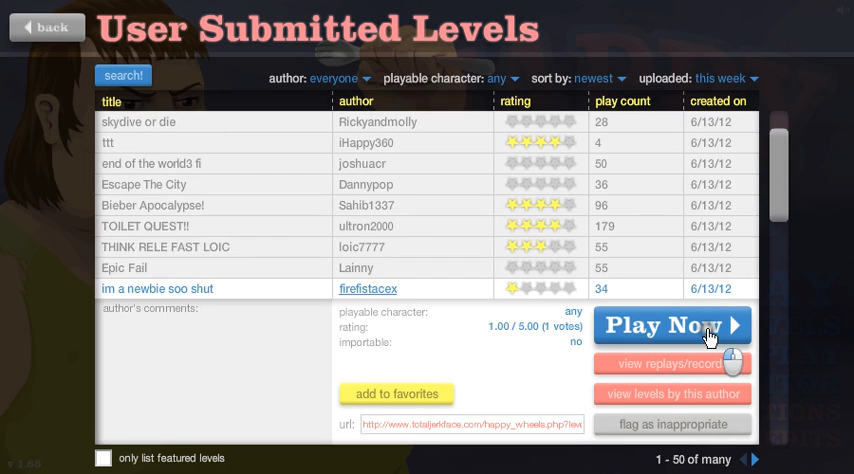 back
User Submitted Levels
search!
author: everyone playable character: any sort by: newest uploaded: this week
title author rating play count created on
skydive or die Rickyandmolly 28 6/13/12
ttt iHappy360 4 6/13/12
end of the world3 fi joshuacr 50 6/13/12
Escape The City Dannypop 36 6/13/12
Bieber Apocalypse! Sahib1337 96 6/13/12
TOILET QUEST!! ultron2000 179 6/13/12
THINK RELE FAST LOIC loic7777 55 6/13/12
Epic Fail Lainny 55 6/13/12
im a newbie soo shut firefistacex 34 6/13/12
author's comments:
playable character: any
rating: 1.00 / 5.00 (1 votes)
importable: no
Play Now
view replays/record
add to favorites
view levels by this author
url: http://www.totaljerkface.com/happy_wheels.php?leve
flag as inappropriate
only list featured levels
1 - 50 of many